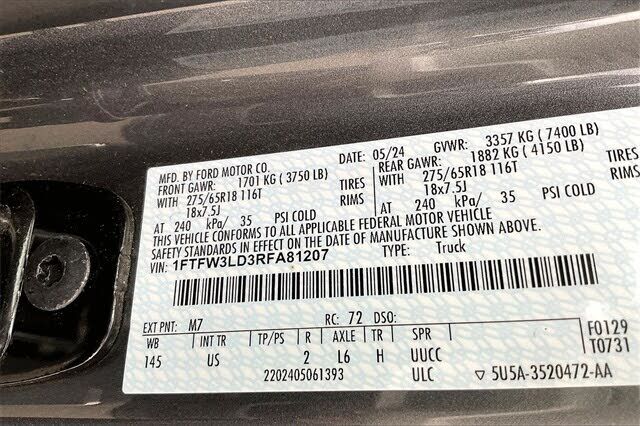 MFD. BY FORD MOTOR CO. DATE: 05/24 GVWR: 3357 KG ( 7400 LB)
FRONT GAWR: 1701 KG ( 3750 LB) REAR GAWR: 1882 KG ( 4150 LB)
WITH 275/65R18 116T TIRES WITH 275/65R18 116T TIRES
18x7.5J RIMS 18x7.5J RIMS
AT 240 kPa/ 35 PSI COLD AT 240 kPa/ 35 PSI COLD
THIS VEHICLE CONFORMS TO ALL APPLICABLE FEDERAL MOTOR VEHICLE
SAFETY STANDARDS IN EFFECT ON THE DATE OF MANUFACTURE SHOWN ABOVE.
VIN: 1FTFW3LD3RFA81207 TYPE: Truck
EXT PNT: M7 RC: 72 DSO:
WB INT TR TP/PS R AXLE TR SPR F0129
145 US 2 L6 H UUCC T0731
2202405061393 ULC ▽ 5U5A-3520472-AA